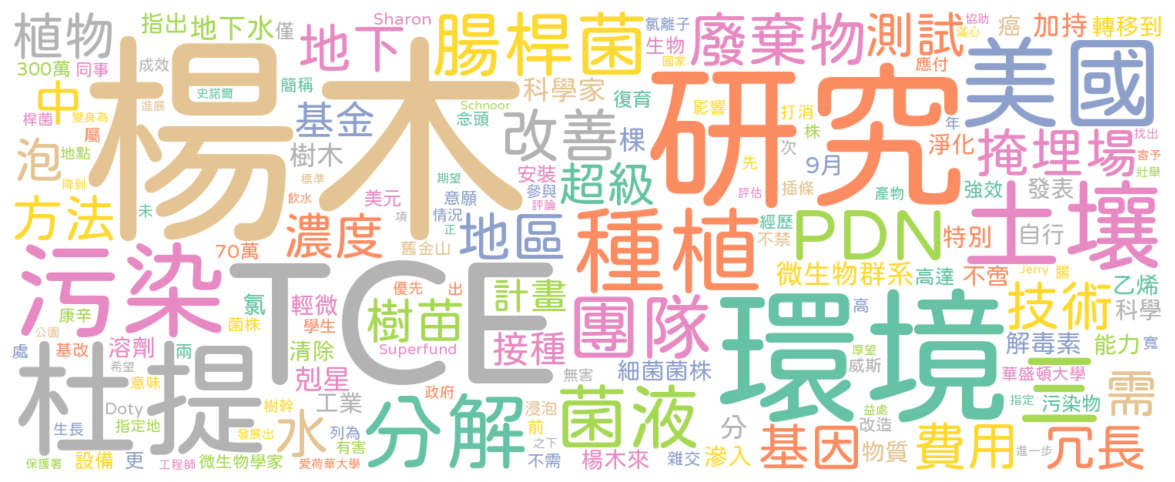 植物
指出
地下水
僅
地下
Sharon
腸桿菌
氯離子
生物
國家
廢棄物
測試
應付
協助
滿心
癌
加持
轉移到
300萬
同事
成效
進展
史諾爾
簡稱
基金
樹木
標準
飲水
科學家
Schnoor
念頭
改善
復育
棵
影響
打消
株
次
先
評估
9月
年
美國
淨化
掩埋場
找出
寄予
壯舉
中
桿菌
變身為
屬
泡
地點
降到
未
楊木
研究
方法
70萬
濃度
美元
舊金山
項
期望
情況
意願
正
安裝
參與
評論
超級
地區
種植
插條
產物
強效
發表
經歷
不禁
PDN
特別
自行
土壤
污染
TCE
康辛
氯
菌株
輕微
學生
優先
出
樹苗
Superfund
計畫
接種
團隊
微生物群系
高達
不啻
Jerry
腸
乙烯
科學
技術
環境
高
厚望
威斯
解毒素
能力
寬
公園
處
基改
溶劑
兩
希望
意味
清除
剋星
杜提
Doty
指定地
生長
樹幹
發展出
工業
水
列為
有害
政府
分解
無害
細菌菌株
浸泡
前
之下
不需
菌液
楊木來
雜交
分
滲入
益處
改造
基因
物質
費用
三
華盛頓大學
指定
污染物
冗長
進一步
需
保護署
設備
更
工程師
微生物學家
愛荷華大學